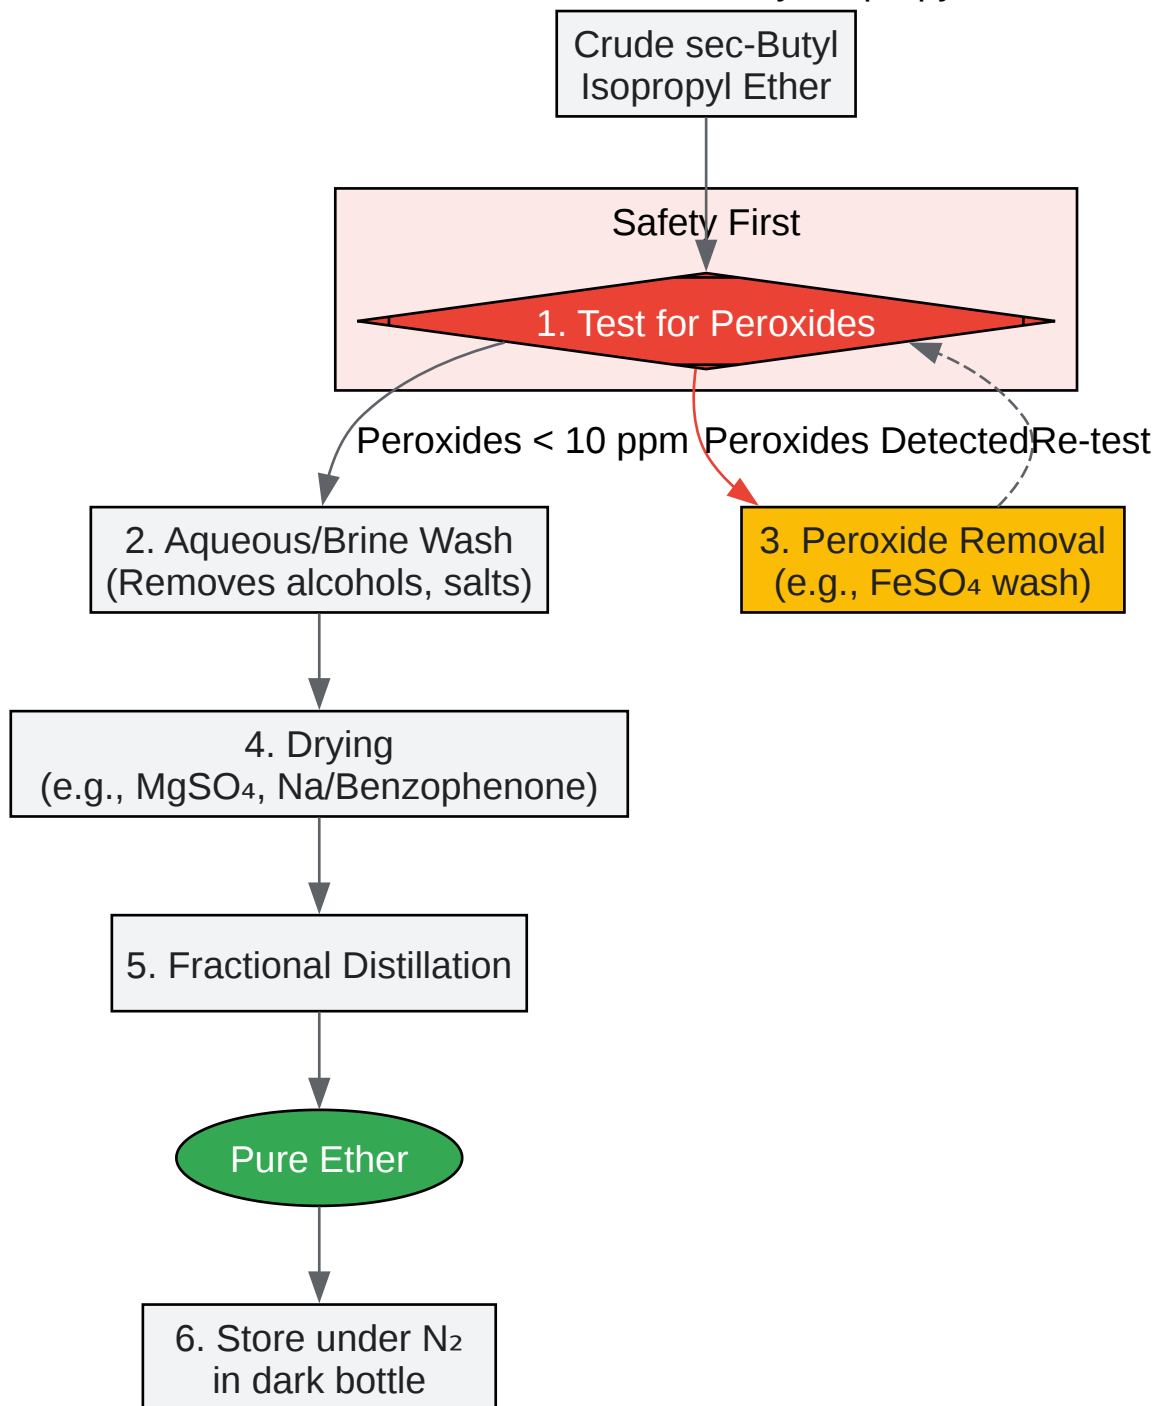 Crude sec-Butyl
Isopropyl Ether
Safety First
1. Test for Peroxides
Peroxides < 10 ppm
Peroxides Detected
Re-test
2. Aqueous/Brine Wash
(Removes alcohols, salts)
3. Peroxide Removal
(e.g., FeSO₄ wash)
4. Drying
(e.g., MgSO₄, Na/Benzophenone)
5. Fractional Distillation
Pure Ether
6. Store under N₂
in dark bottle